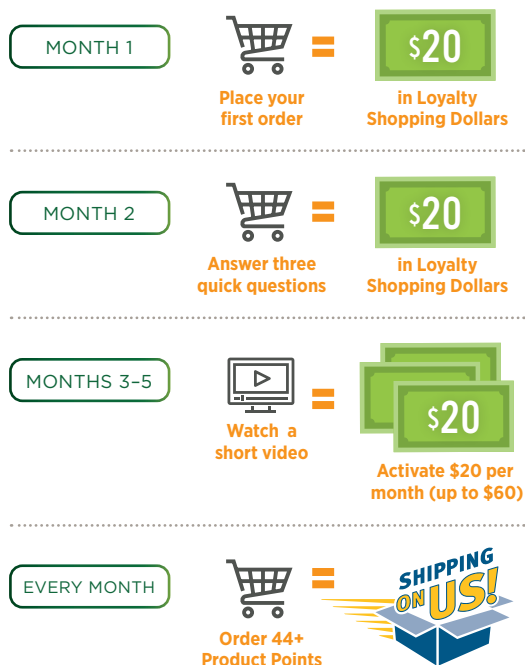 MONTH 1
$20
Place your
first order
in Loyalty
Shopping Dollars
MONTH 2
$20
Answer three
quick questions
in Loyalty
Shopping Dollars
MONTHS 3–5
$20
Watch a
short video
Activate $20 per
month (up to $60)
EVERY MONTH
SHIPPING
ON US!
Order 44+
Product Points